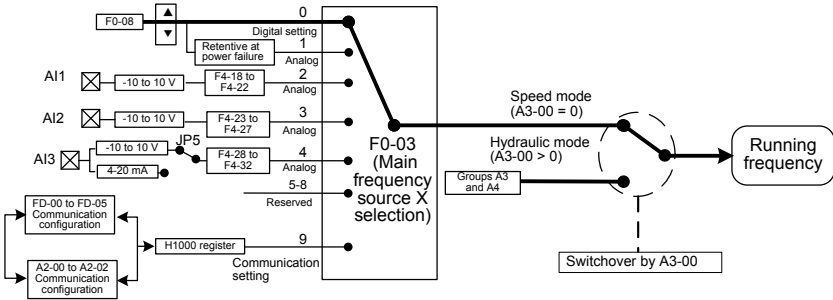 F0-08
0
Digital setting
Retentive at
power failure
1
Analog
AI1
-10 to 10 V
F4-18 to
F4-22
2
Analog
AI2
-10 to 10 V
F4-23 to
F4-27
3
Analog
AI3
-10 to 10 V
4-20 mA
JP5
F4-28 to
F4-32
4
Analog
5-8
Reserved
FD-00 to FD-05
Communication
configuration
A2-00 to A2-02
Communication
configuration
H1000 register
9
Communication
setting
F0-03
(Main
frequency
source X
selection)
Speed mode
(A3-00 = 0)
Hydraulic mode
(A3-00 > 0)
Groups A3
and A4
Running
frequency
Switchover by A3-00